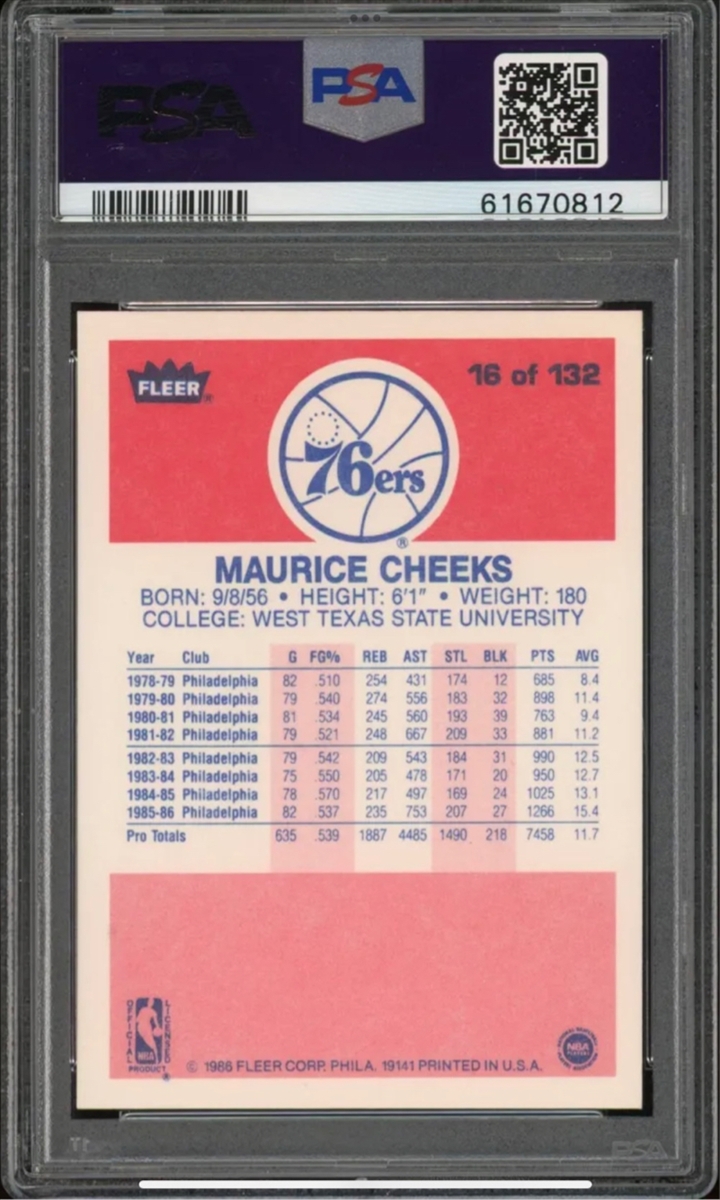 PSA
PSA
61670812
FLEER®
16 of 132
76ers
®
MAURICE CHEEKS
BORN: 9/8/56 • HEIGHT: 6'1" • WEIGHT: 180
COLLEGE: WEST TEXAS STATE UNIVERSITY
Year Club G FG% REB AST STL BLK PTS AVG
1978-79 Philadelphia 82 .510 254 431 174 12 685 8.4
1979-80 Philadelphia 79 .540 274 556 183 32 898 11.4
1980-81 Philadelphia 81 .534 245 560 193 39 763 9.4
1981-82 Philadelphia 79 .521 248 667 209 33 881 11.2
1982-83 Philadelphia 79 .542 209 543 184 31 990 12.5
1983-84 Philadelphia 75 .550 205 478 171 20 950 12.7
1984-85 Philadelphia 78 .570 217 497 169 24 1025 13.1
1985-86 Philadelphia 82 .537 235 753 207 27 1266 15.4
Pro Totals 635 .539 1887 4485 1490 218 7458 11.7
OFFICIAL
LICENSED
NBA
PRODUCT
®
© 1986 FLEER CORP. PHILA. 19141 PRINTED IN U.S.A.
NBA
PLAYERS
PSA